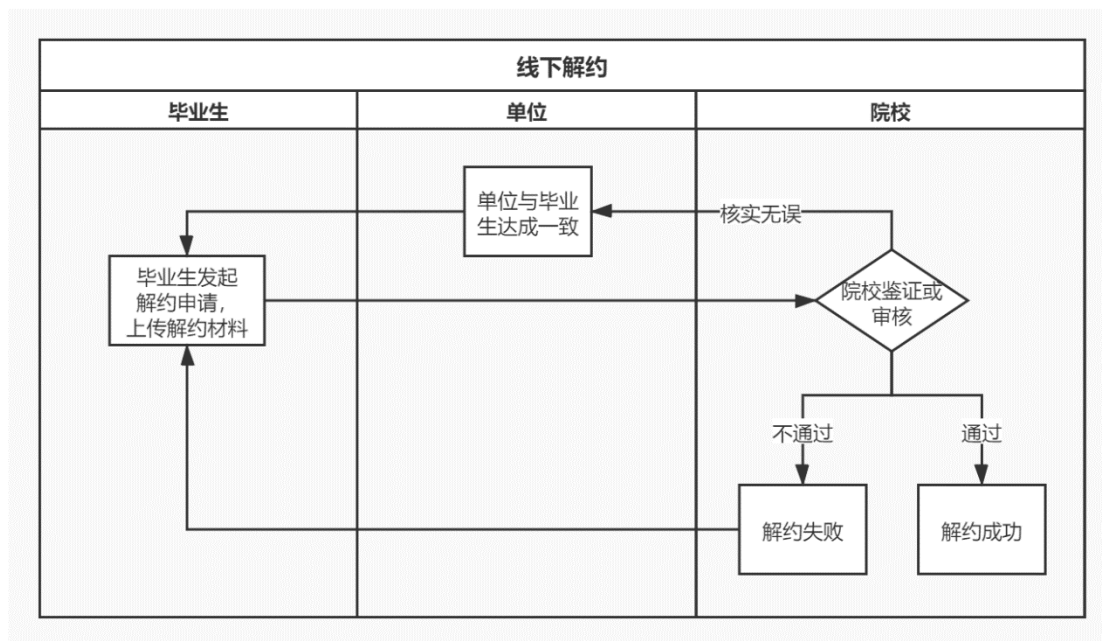 线下解约
毕业生
单位
院校
单位与毕业
生达成一致
核实无误
毕业生发起
解约申请，
上传解约材料
院校鉴证或
审核
不通过
通过
解约失败
解约成功